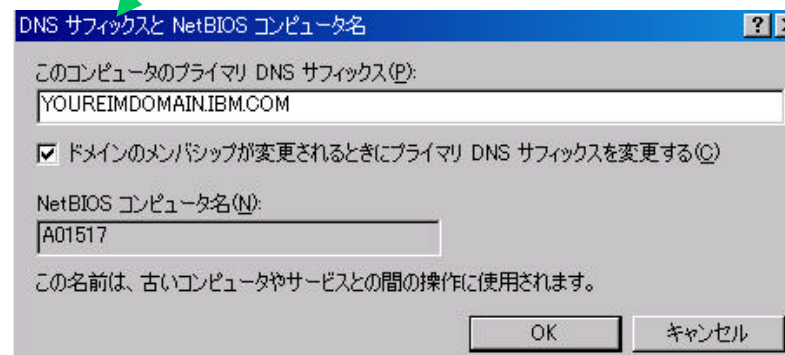 DNS サフィックスと NetBIOS コンピュータ名
このコンピュータのプライマリ DNS サフィックス(P):
YOUREIMDOMAIN.IBM.COM
ドメインのメンバシップが変更されるときにプライマリ DNS サフィックスを変更する(C)
NetBIOS コンピュータ名(N):
A01517
この名前は、古いコンピュータやサービスとの間の操作に使用されます。
OK キャンセル